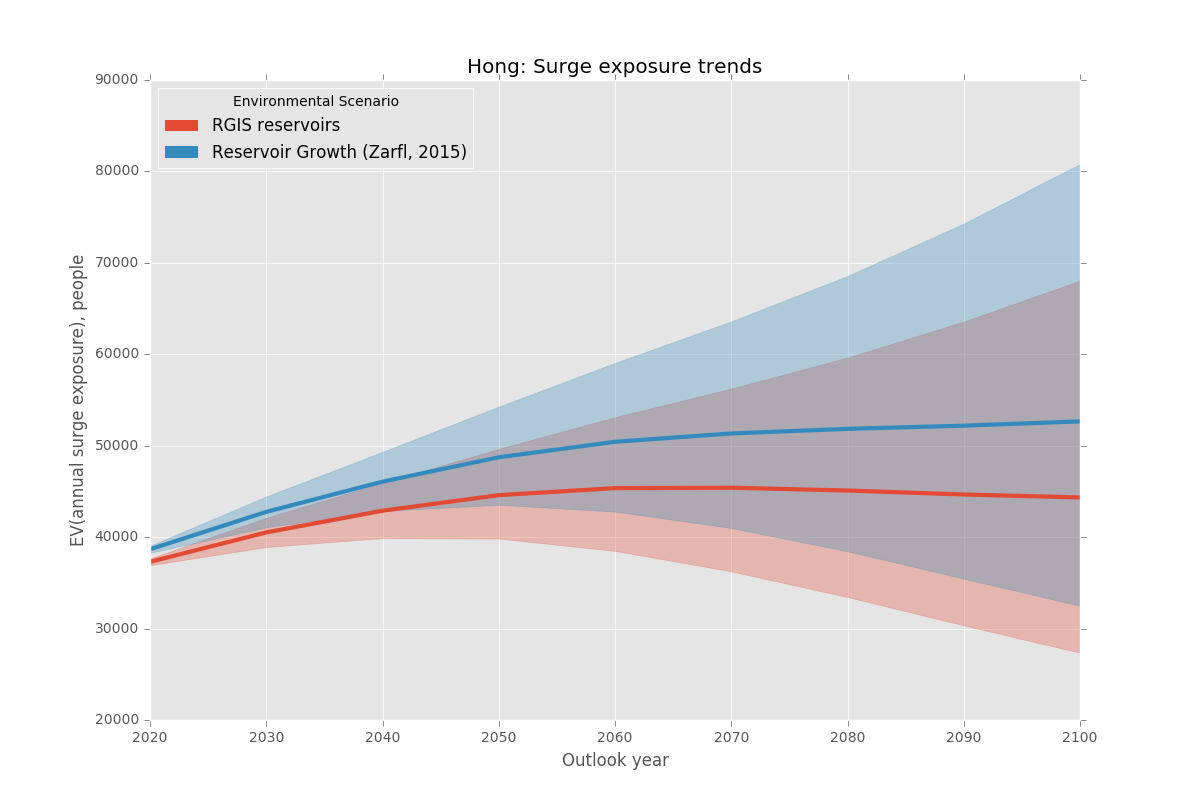 Hong: Surge exposure trends
Environmental Scenario
RGIS reservoirs
Reservoir Growth (Zarfl, 2015)
EV(annual surge exposure), people
90000
80000
70000
60000
50000
40000
30000
20000
2020 2030 2040 2050 2060 2070 2080 2090 2100
Outlook year